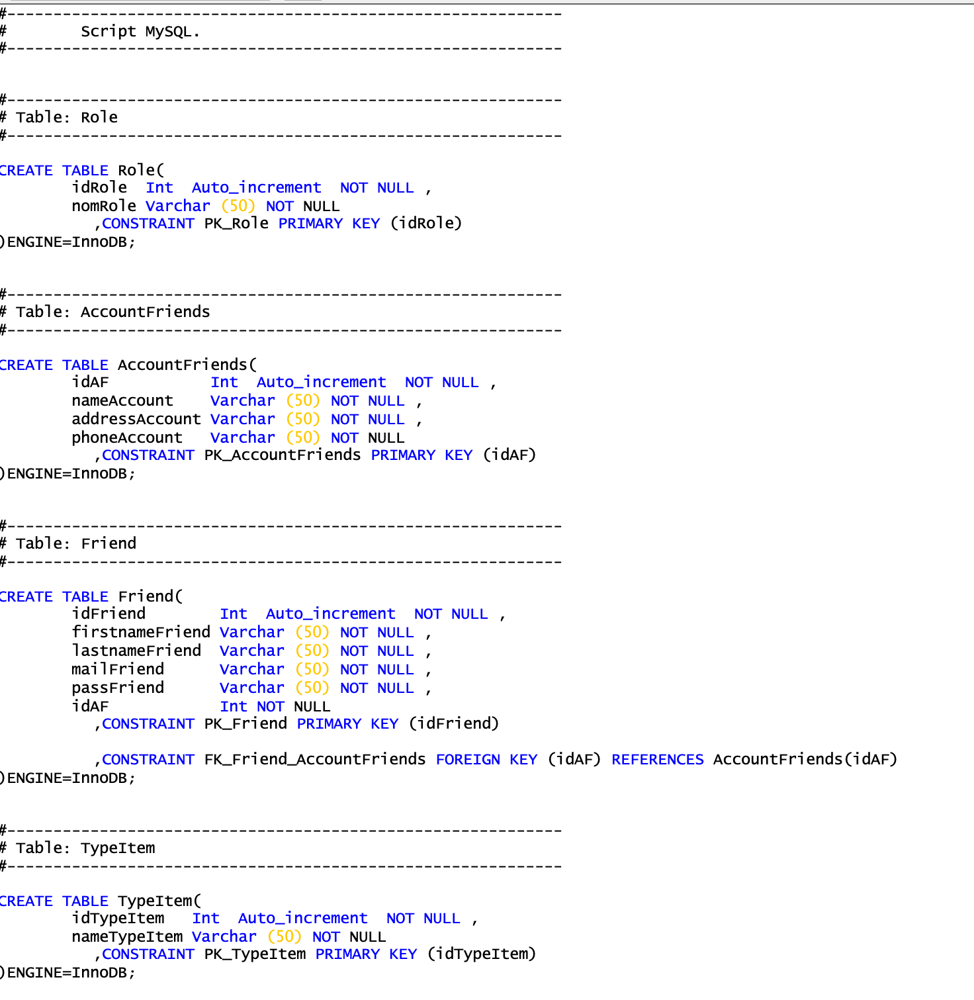 #------------------------------------------------------------
#        Script MySQL.
#------------------------------------------------------------
#------------------------------------------------------------
# Table: Role
#------------------------------------------------------------
CREATE TABLE Role(
        idRole  Int  Auto_increment  NOT NULL ,
        nomRole Varchar (50) NOT NULL
	,CONSTRAINT PK_Role PRIMARY KEY (idRole)
)ENGINE=InnoDB;
#------------------------------------------------------------
# Table: AccountFriends
#------------------------------------------------------------
CREATE TABLE AccountFriends(
        idAF           Int  Auto_increment  NOT NULL ,
        nameAccount    Varchar (50) NOT NULL ,
        addressAccount Varchar (50) NOT NULL ,
        phoneAccount   Varchar (50) NOT NULL
	,CONSTRAINT PK_AccountFriends PRIMARY KEY (idAF)
)ENGINE=InnoDB;
#------------------------------------------------------------
# Table: Friend
#------------------------------------------------------------
CREATE TABLE Friend(
        idFriend        Int  Auto_increment  NOT NULL ,
        firstnameFriend Varchar (50) NOT NULL ,
        lastnameFriend  Varchar (50) NOT NULL ,
        mailFriend      Varchar (50) NOT NULL ,
        passFriend      Varchar (50) NOT NULL ,
        idAF            Int NOT NULL
	,CONSTRAINT PK_Friend PRIMARY KEY (idFriend)
	,CONSTRAINT FK_Friend_AccountFriends FOREIGN KEY (idAF) REFERENCES AccountFriends(idAF)
)ENGINE=InnoDB;
#------------------------------------------------------------
# Table: TypeItem
#------------------------------------------------------------
CREATE TABLE TypeItem(
        idTypeItem   Int  Auto_increment  NOT NULL ,
        nameTypeItem Varchar (50) NOT NULL
	,CONSTRAINT PK_TypeItem PRIMARY KEY (idTypeItem)
)ENGINE=InnoDB;